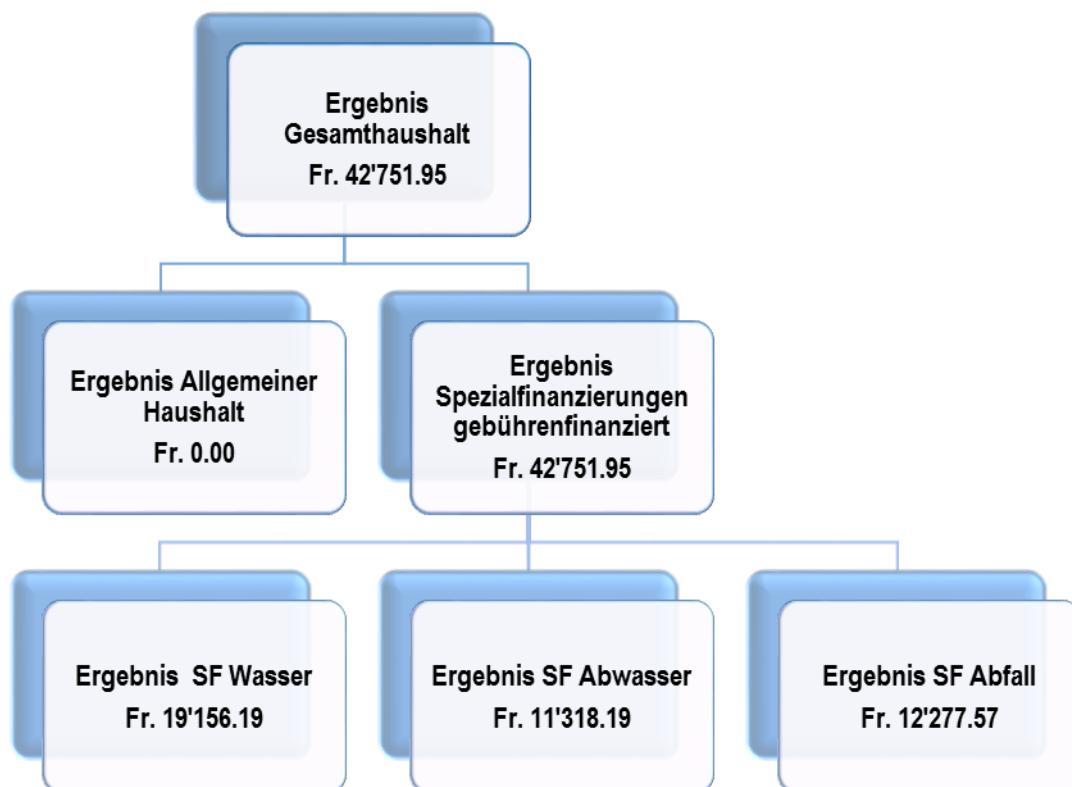 Ergebnis
Gesamthaushalt
Fr. 42'751.95
Ergebnis Allgemeiner
Haushalt
Fr. 0.00
Ergebnis
Spezialfinanzierungen
gebührenfinanziert
Fr. 42'751.95
Ergebnis  SF Wasser
Fr. 19'156.19
Ergebnis SF Abwasser
Fr. 11'318.19
Ergebnis SF Abfall
Fr. 12'277.57